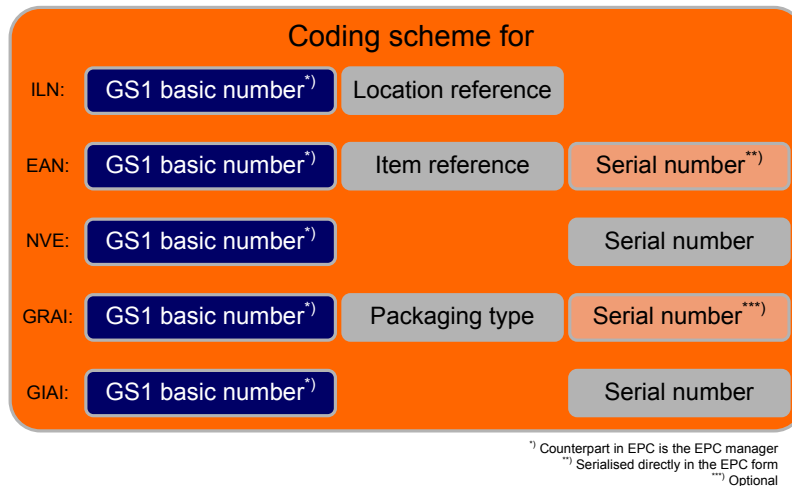 Coding scheme for
ILN: GS1 basic number*) Location reference
EAN: GS1 basic number*) Item reference Serial number**)
NVE: GS1 basic number*) Serial number
GRAI: GS1 basic number*) Packaging type Serial number***)
GIAI: GS1 basic number*) Serial number
*) Counterpart in EPC is the EPC manager
**) Serialised directly in the EPC form
***) Optional